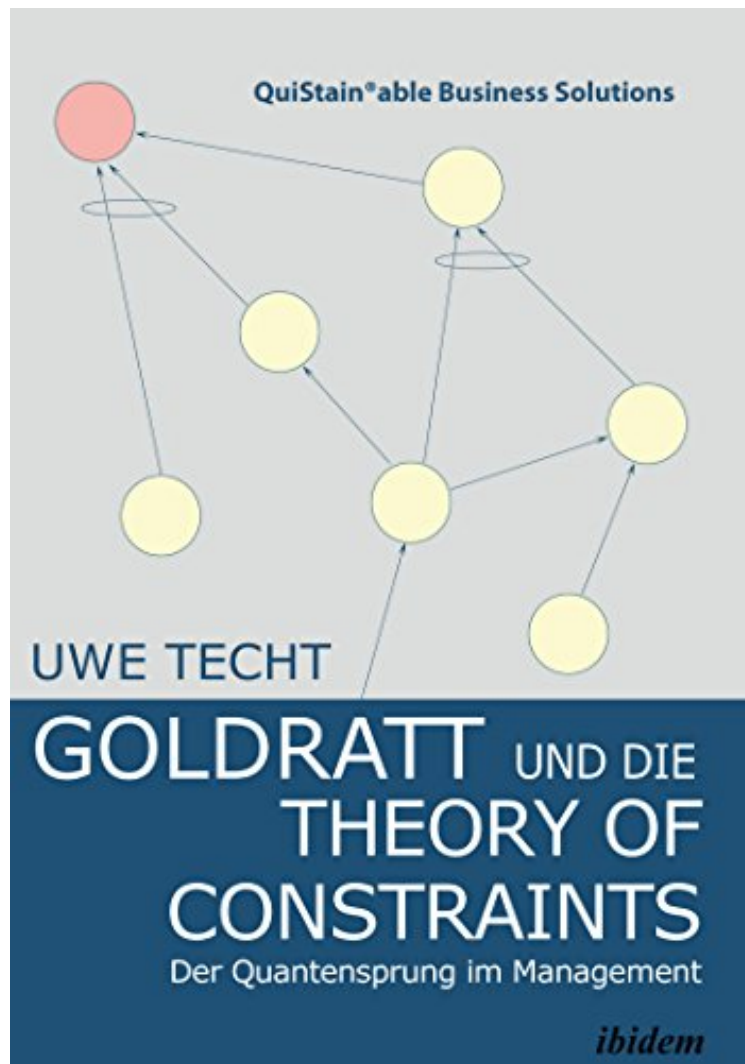 QuiStain®able Business Solutions
UWE TECHT
GOLDRATT UND DIE
THEORY OF
CONSTRAINTS
Der Quantensprung im Management
ibidem